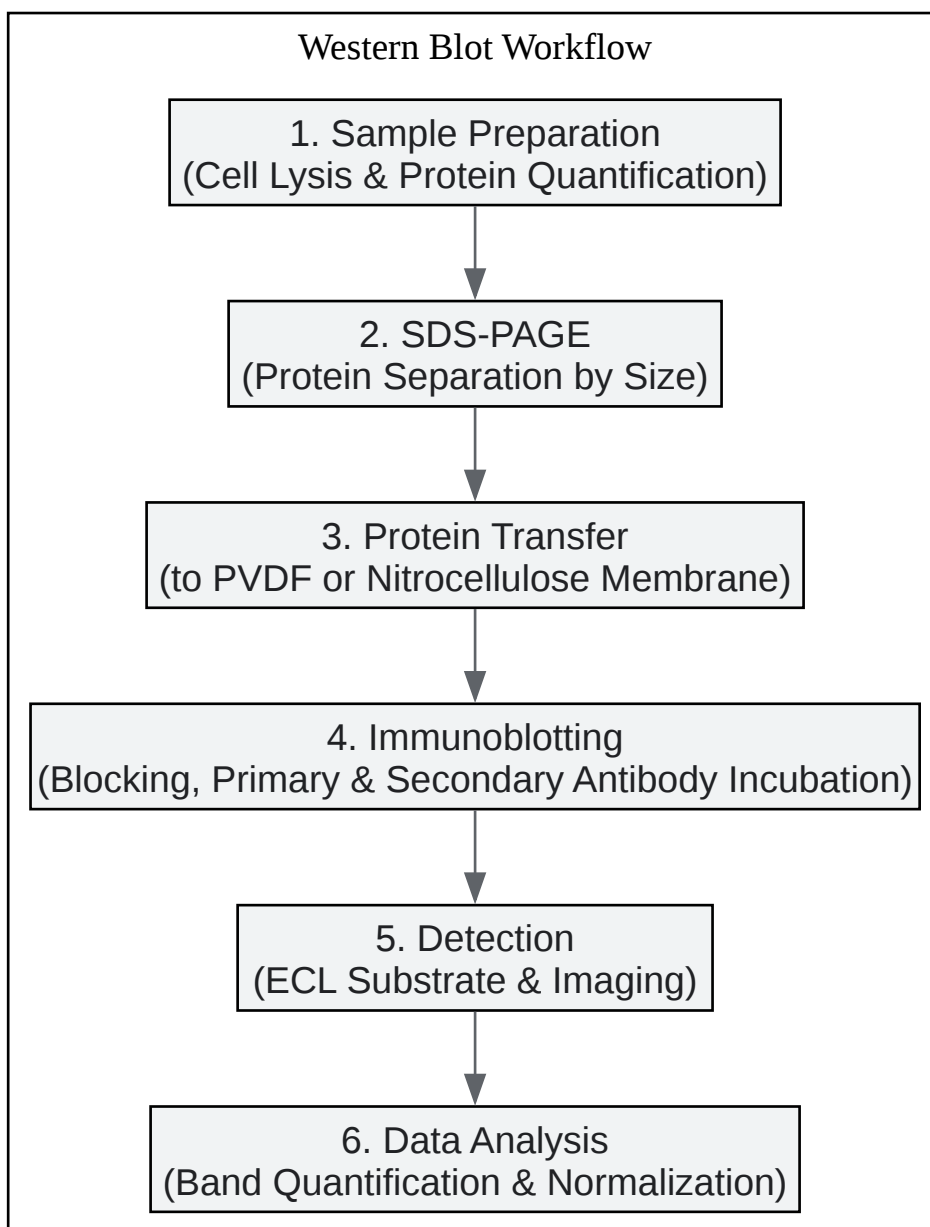 Western Blot Workflow
1. Sample Preparation
(Cell Lysis & Protein Quantification)
2. SDS-PAGE
(Protein Separation by Size)
3. Protein Transfer
(to PVDF or Nitrocellulose Membrane)
4. Immunoblotting
(Blocking, Primary & Secondary Antibody Incubation)
5. Detection
(ECL Substrate & Imaging)
6. Data Analysis
(Band Quantification & Normalization)